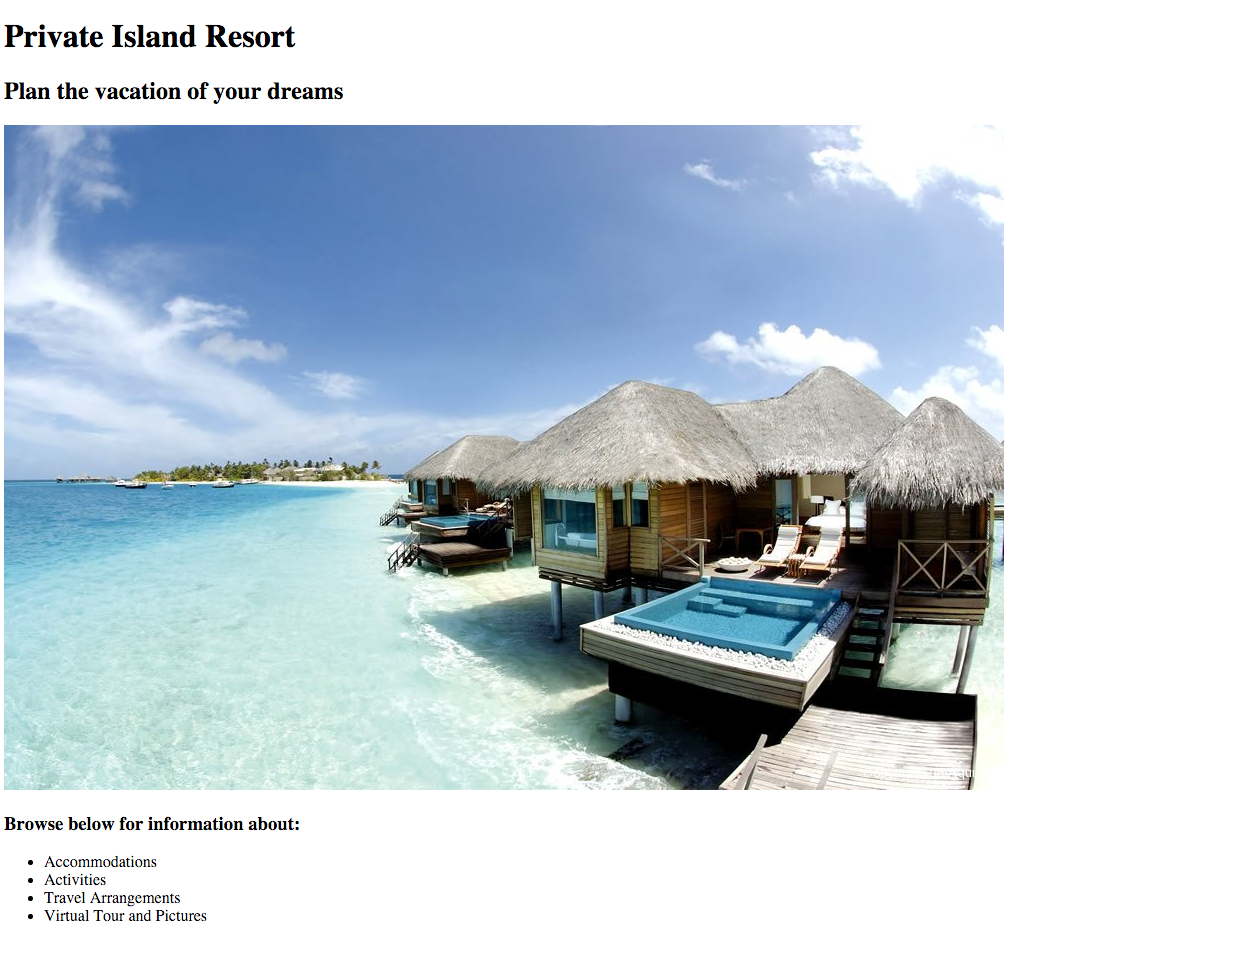 Private Island Resort
Plan the vacation of your dreams
Browse below for information about:
Accommodations
Activities
Travel Arrangements
Virtual Tour and Pictures